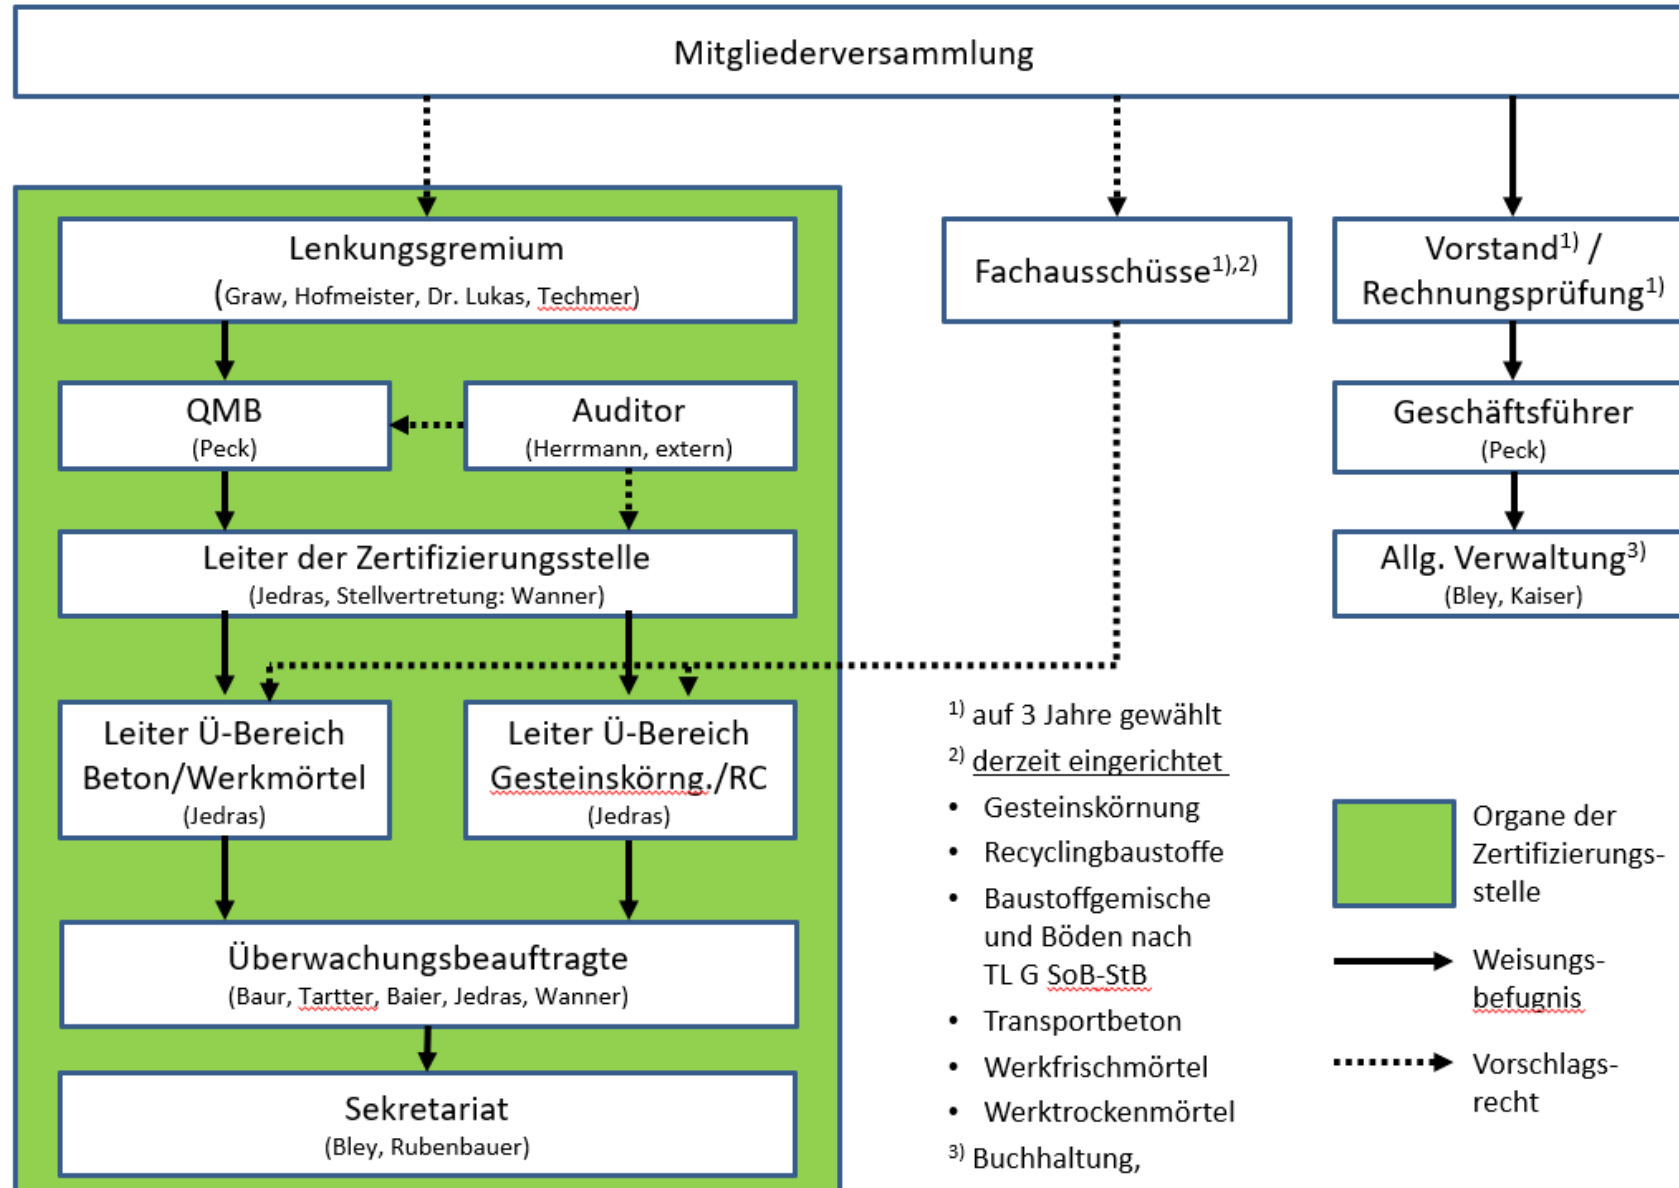 Mitgliederversammlung
Lenkungsgremium
(Graw, Hofmeister, Dr. Lukas, Techmer)
Fachausschüsse1),2)
Vorstand1) /
Rechnungsprüfung1)
QMB
(Peck)
Auditor
(Herrmann, extern)
Geschäftsführer
(Peck)
Leiter der Zertifizierungsstelle
(Jedras, Stellvertretung: Wanner)
Allg. Verwaltung3)
(Bley, Kaiser)
Leiter Ü-Bereich
Beton/Werkmörtel
(Jedras)
Leiter Ü-Bereich
Gesteinskörng./RC
(Jedras)
Überwachungsbeauftragte
(Baur, Tartter, Baier, Jedras, Wanner)
Sekretariat
(Bley, Rubenbauer)
1) auf 3 Jahre gewählt
2) derzeit eingerichtet
• Gesteinskörnung
• Recyclingbaustoffe
• Baustoffgemische
und Böden nach
TL G SoB-StB
• Transportbeton
• Werkfrischmörtel
• Werktrockenmörtel
3) Buchhaltung,
Organe der
Zertifizierungs-
stelle
Weisungs-
befugnis
Vorschlags-
recht